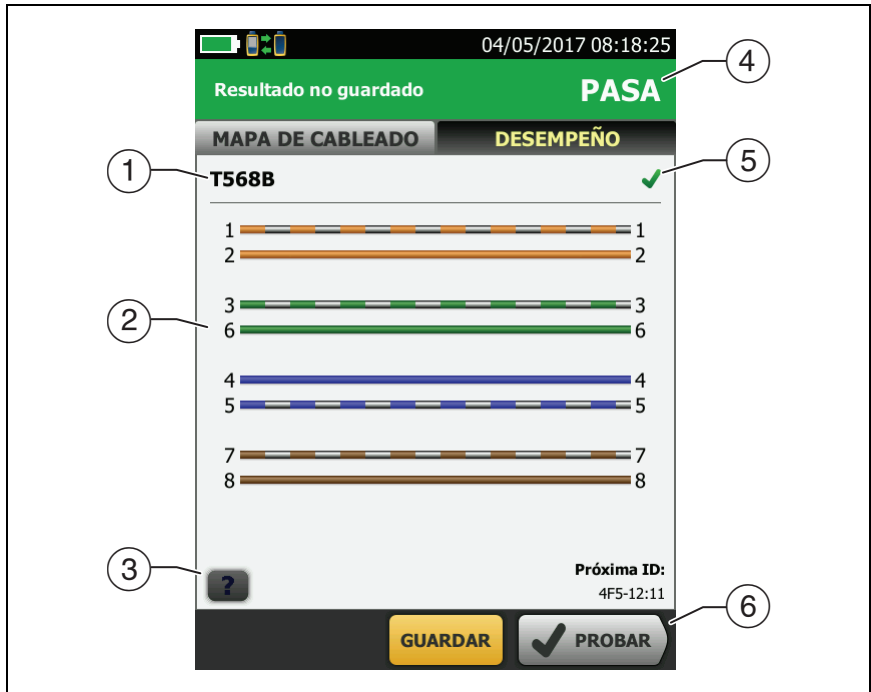 04/05/2017 08:18:25
Resultado no guardado PASA
MAPA DE CABLEADO DESEMPEÑO
T568B
1 1
2 2
3 3
6 6
4 4
5 5
7 7
8 8
?
Próxima ID:
4F5-12:11
GUARDAR PROBAR
1
2
3
4
5
6